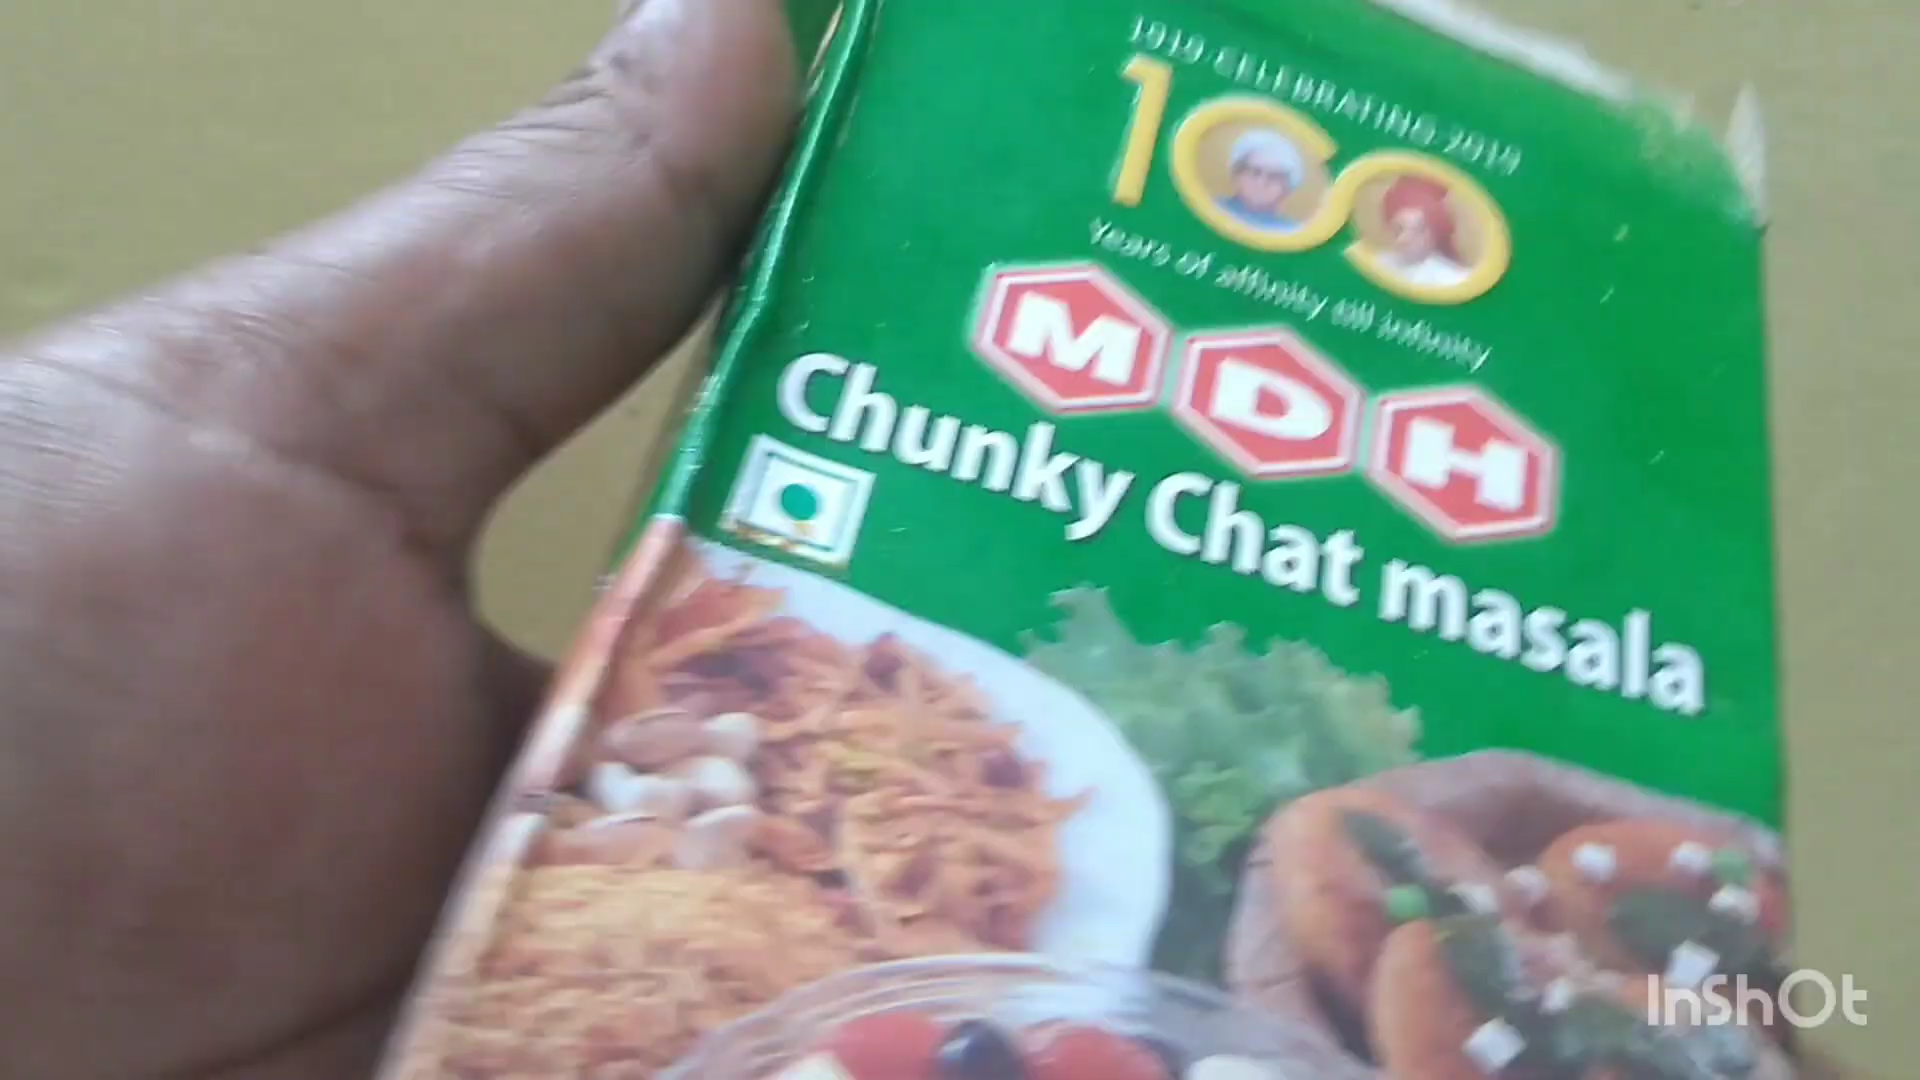 1919-CELEBRATING-2019
100
Years of affinity till infinity
MDH
Chunky Chat masala
InShOt